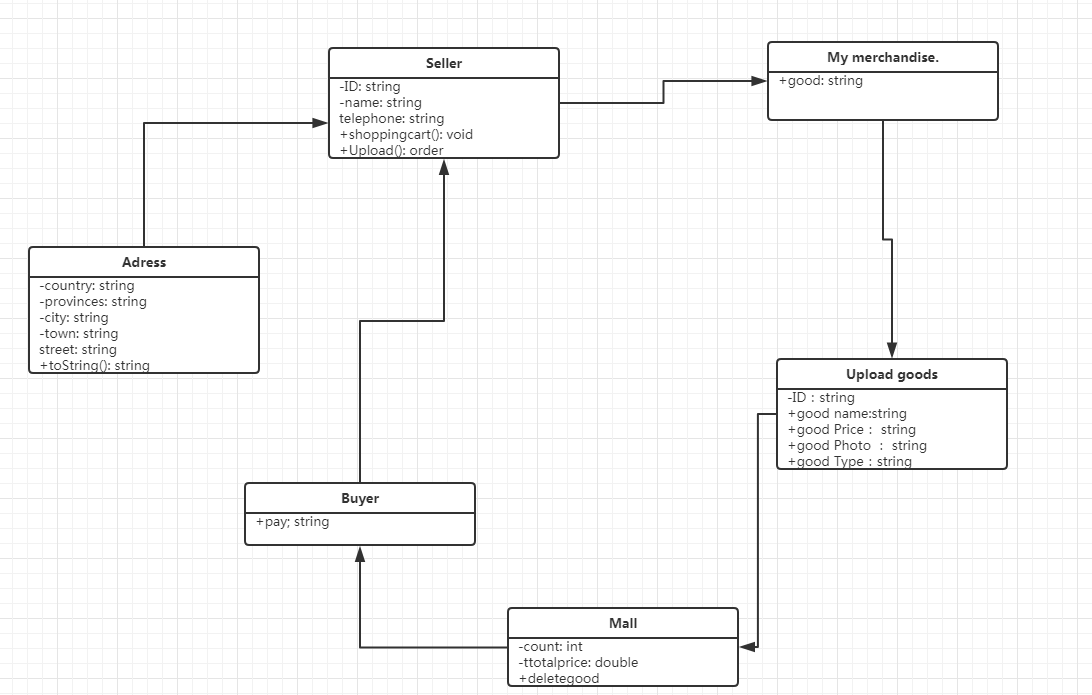 Seller
-ID: string
-name: string
telephone: string
+shoppingcart(): void
+Upload(): order
My merchandise.
+good: string
Adress
-country: string
-provinces: string
-city: string
-town: string
street: string
+toString(): string
Upload goods
-ID : string
+good name:string
+good Price : string
+good Photo : string
+good Type : string
Buyer
+pay; string
Mall
-count: int
-ttotalprice: double
+deletegood